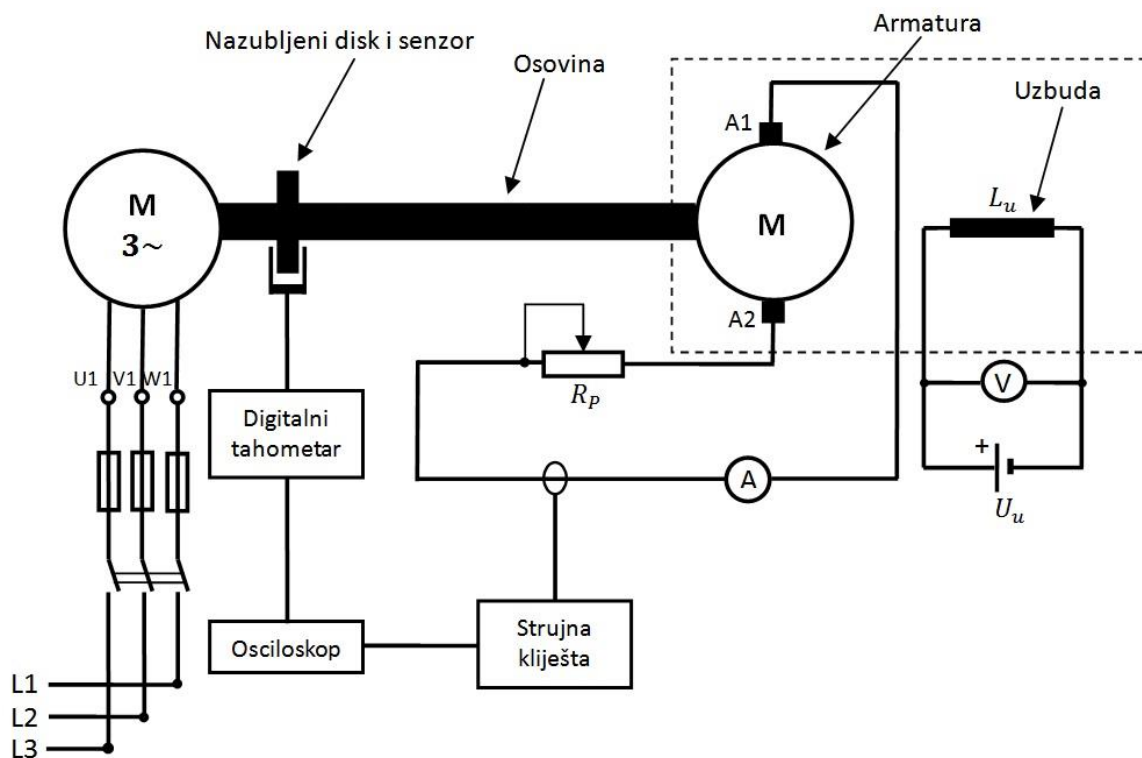 Armatura
Nazubljeni disk i senzor
Osovina
Uzbuda
A1
M
3~
M
L_u
A2
R_P
U1 V1 W1
V
Digitalni
tahometar
A
+
U_u
Osciloskop
Strujna
kliješta
L1
L2
L3